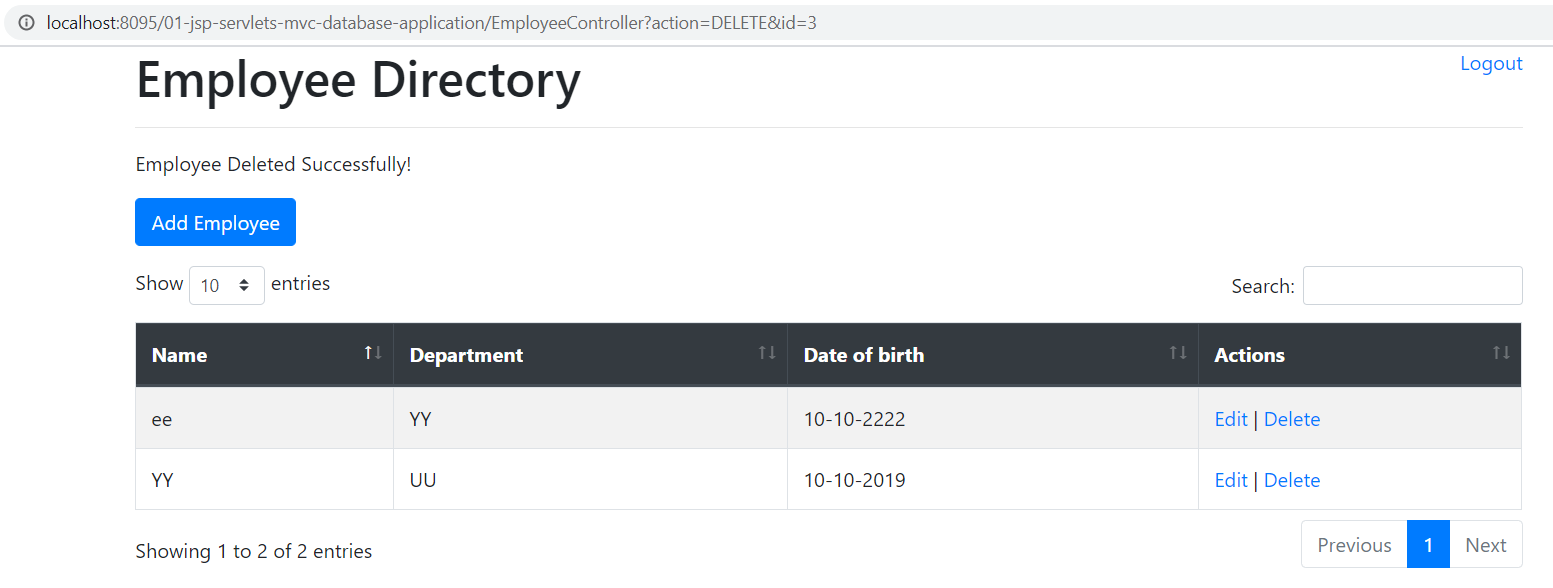 localhost:8095/01-jsp-servlets-mvc-database-application/EmployeeController?action=DELETE&id=3
Employee Directory Logout
Employee Deleted Successfully!
Add Employee
Show 10 entries Search:
Name Department Date of birth Actions
ee YY 10-10-2222 Edit | Delete
YY UU 10-10-2019 Edit | Delete
Showing 1 to 2 of 2 entries Previous 1 Next